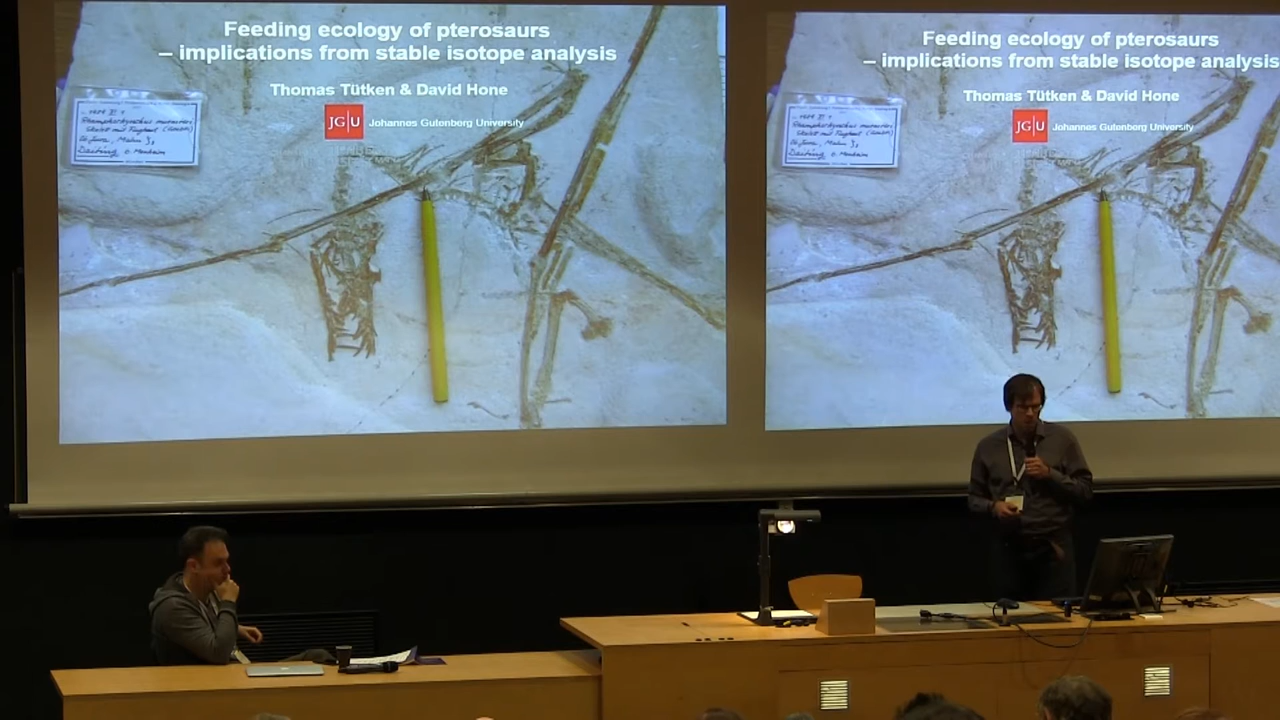 Feeding ecology of pterosaurs
– implications from stable isotope analysis
Thomas Tütken & David Hone
JG|U Johannes Gutenberg University
Feeding ecology of pterosaurs
– implications from stable isotope analysis
Thomas Tütken & David Hone
JG|U Johannes Gutenberg University